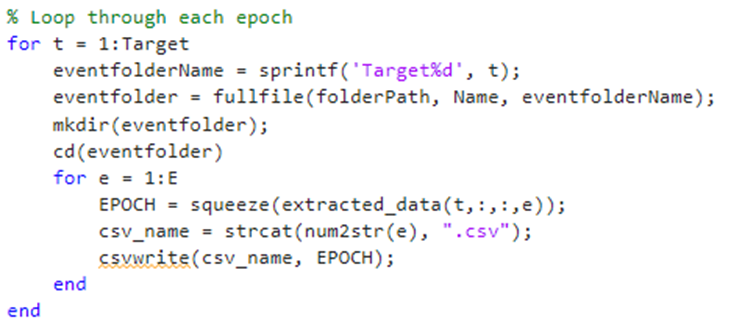 % Loop through each epoch
for t = 1:Target
    eventfolderName = sprintf('Target%d', t);
    eventfolder = fullfile(folderPath, Name, eventfolderName);
    mkdir(eventfolder);
    cd(eventfolder)
    for e = 1:E
        EPOCH = squeeze(extracted_data(t,:,:,e));
        csv_name = strcat(num2str(e), ".csv");
        csvwrite(csv_name, EPOCH);
    end
end